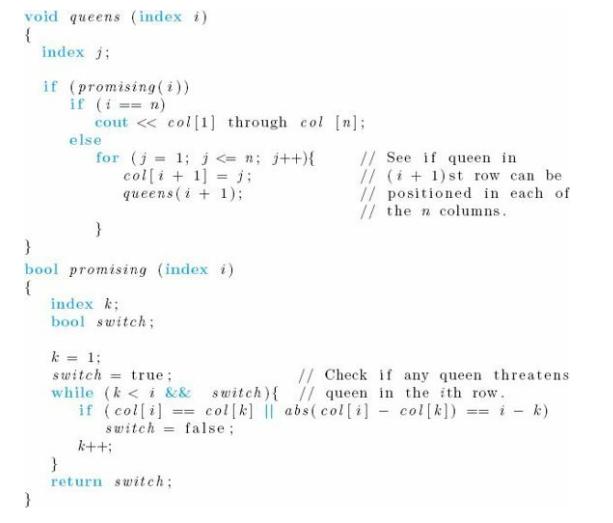 void queens (index i)
{
index j;
if (promising(i))
if (i == n)
cout << col[1] through col [n];
else
for (j = 1; j <= n; j++){ // See if queen in
col[i + 1] = j; // (i + 1)st row can be
queens(i + 1); // positioned in each of
// the n columns.
}
}
bool promising (index i)
{
index k;
bool switch;
k = 1;
switch = true; // Check if any queen threatens
while (k < i && switch){ // queen in the ith row.
if (col[i] == col[k] || abs(col[i] - col[k]) == i - k)
switch = false;
k++;
}
return switch;
}